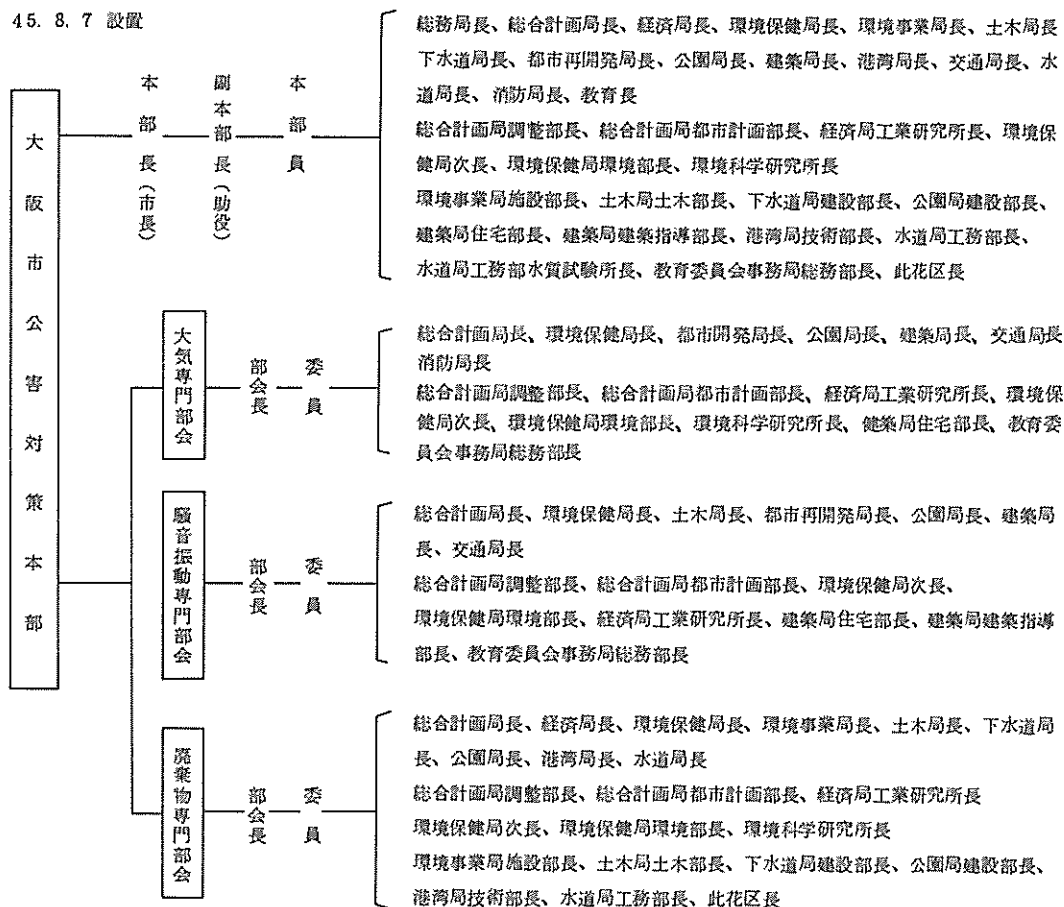 45. 8. 7 設置
大阪市公害対策本部
本部長(市長)
副本部長(助役)
本部員
総務局長、総合計画局長、経済局長、環境保健局長、環境事業局長、土木局長
下水道局長、都市再開発局長、公園局長、建築局長、港湾局長、交通局長、水
道局長、消防局長、教育長
総合計画局調整部長、総合計画局都市計画部長、経済局工業研究所長、環境保
健局次長、環境保健局環境部長、環境科学研究所長
環境事業局施設部長、土木局土木部長、下水道局建設部長、公園局建設部長、
建築局住宅部長、建築局建築指導部長、港湾局技術部長、水道局工務部長、
水道局工務部水質試験所長、教育委員会事務局総務部長、此花区長
大気専門部会
部会長
委員
総合計画局長、環境保健局長、都市開発局長、公園局長、建築局長、交通局長
消防局長
総合計画局調整部長、総合計画局都市計画部長、経済局工業研究所長、環境保
健局次長、環境保健局環境部長、環境科学研究所長、健築局住宅部長、教育委
員会事務局総務部長
騒音振動専門部会
部会長
委員
総合計画局長、環境保健局長、土木局長、都市再開発局長、公園局長、建築局
長、交通局長
総合計画局調整部長、総合計画局都市計画部長、環境保健局次長、
環境保健局環境部長、経済局工業研究所長、建築局住宅部長、建築局建築指導
部長、教育委員会事務局総務部長
廃棄物専門部会
部会長
委員
総合計画局長、経済局長、環境保健局長、環境事業局長、土木局長、下水道局
長、公園局長、港湾局長、水道局長
総合計画局調整部長、総合計画局都市計画部長、経済局工業研究所長
環境保健局次長、環境保健局環境部長、環境科学研究所長
環境事業局施設部長、土木局土木部長、下水道局建設部長、公園局建設部長、
港湾局技術部長、水道局工務部長、此花区長